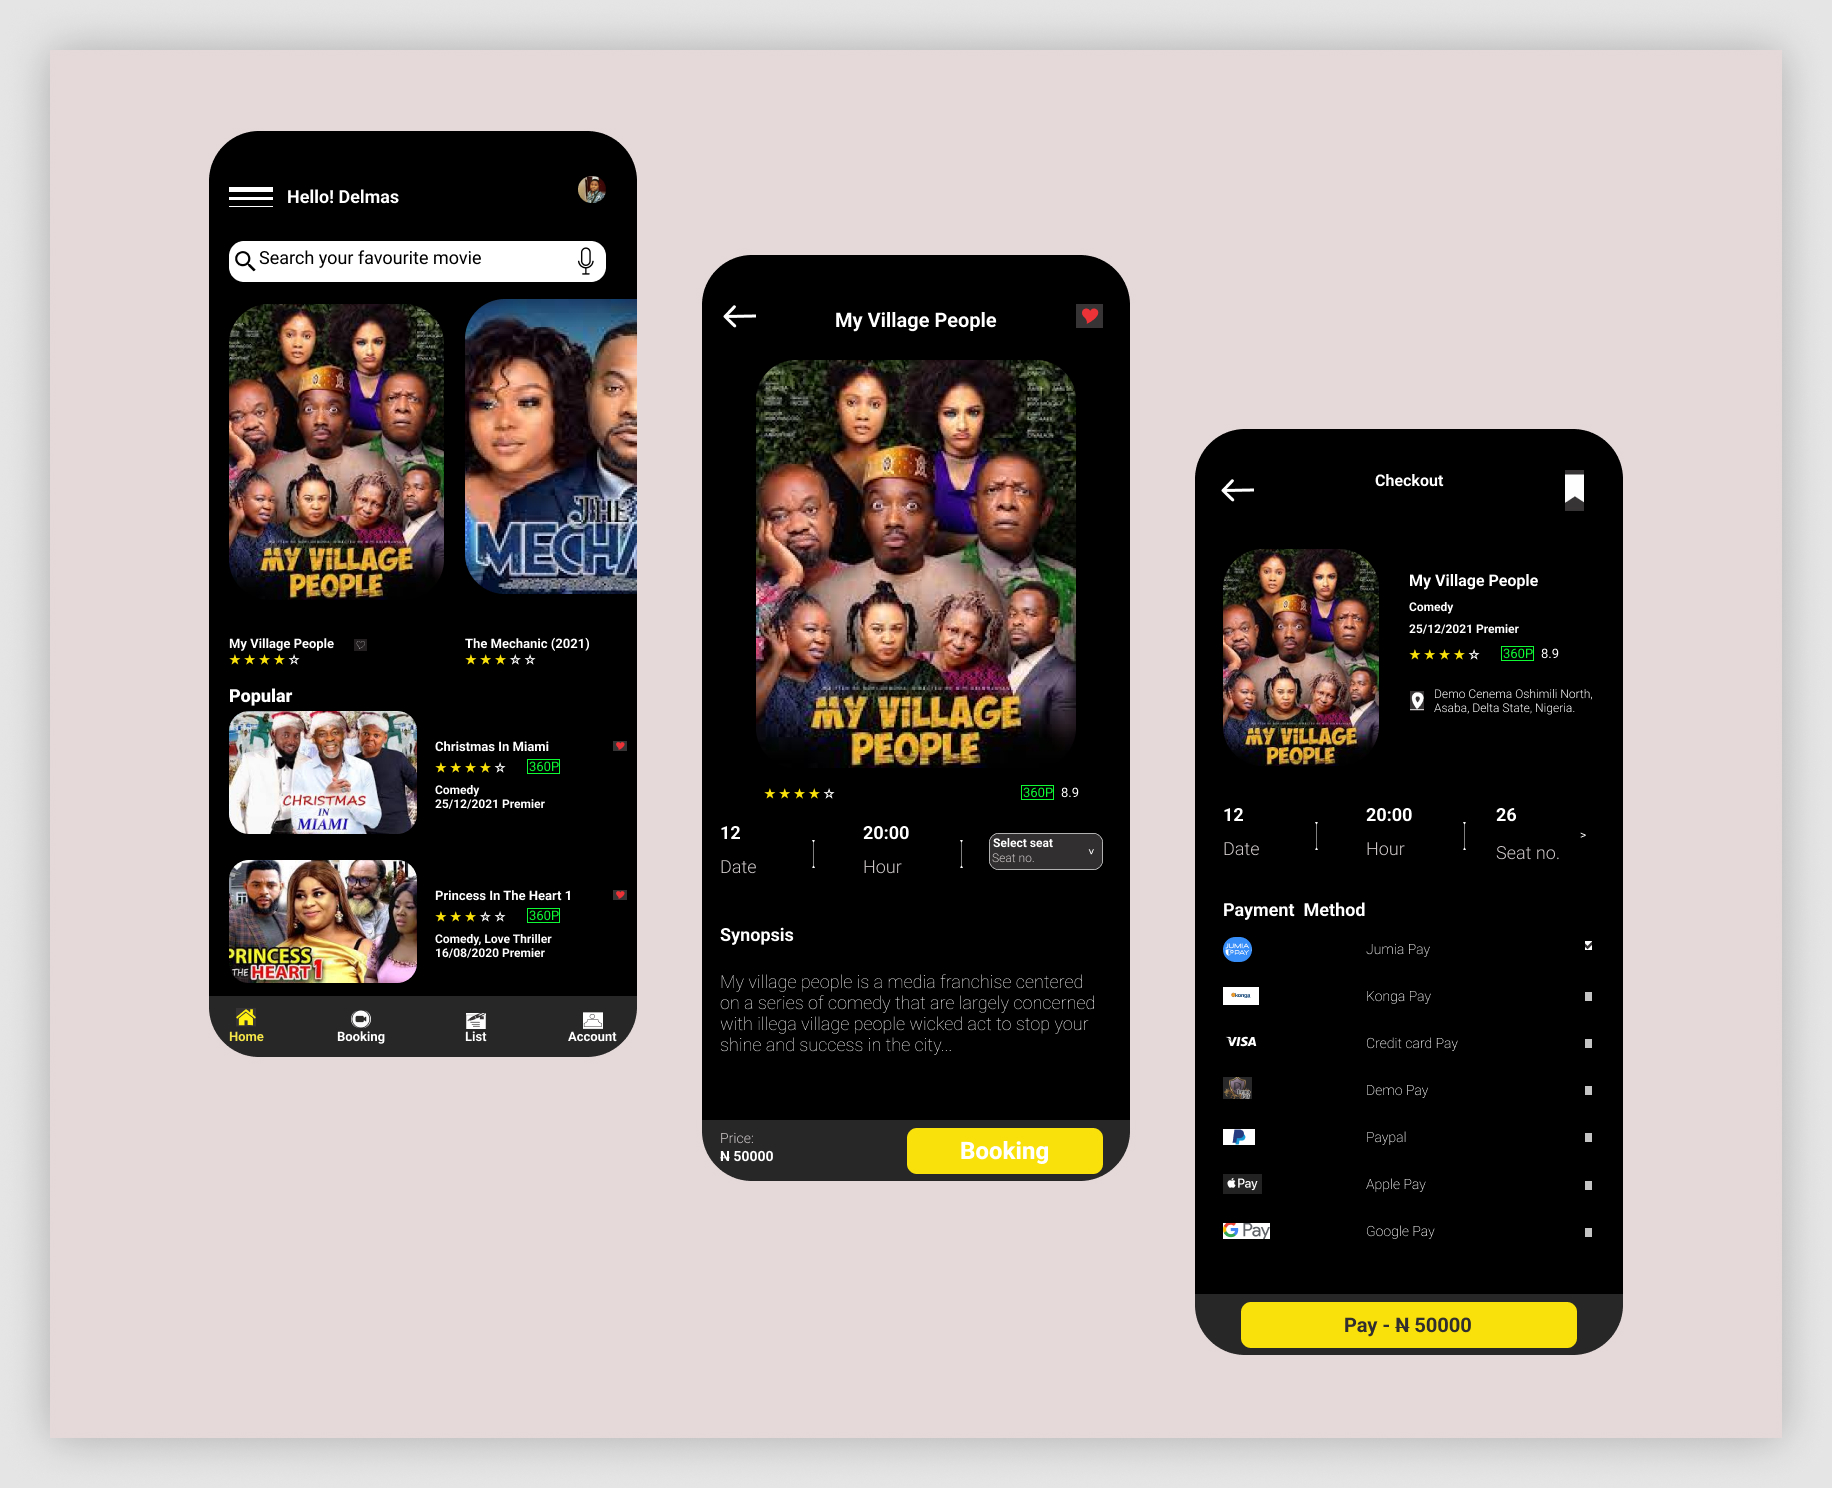 Hello! Delmas
Search your favourite movie
MY VILLAGE
PEOPLE
THE
MECHA
My Village People
The Mechanic (2021)
Popular
CHRISTMAS
IN
MIAMI
Christmas In Miami
360P
Comedy
25/12/2021 Premier
PRINCESS
THE HEART 1
Princess In The Heart 1
360P
Comedy, Love Thriller
16/08/2020 Premier
Home
Booking
List
Account
My Village People
MY VILLAGE
PEOPLE
360P 8.9
12
Date
20:00
Hour
Select seat
Seat no.
Synopsis
My village people is a media franchise centered
on a series of comedy that are largely concerned
with illega village people wicked act to stop your
shine and success in the city...
Price:
₦ 50000
Booking
Checkout
MY VILLAGE
PEOPLE
My Village People
Comedy
25/12/2021 Premier
360P 8.9
Demo Cenema Oshimili North,
Asaba, Delta State, Nigeria.
12
Date
20:00
Hour
26
Seat no.
>
Payment Method
JUMIA
PAY
Jumia Pay
konga
Konga Pay
VISA
Credit card Pay
Demo Pay
Paypal
Pay
Apple Pay
G Pay
Google Pay
Pay - ₦ 50000